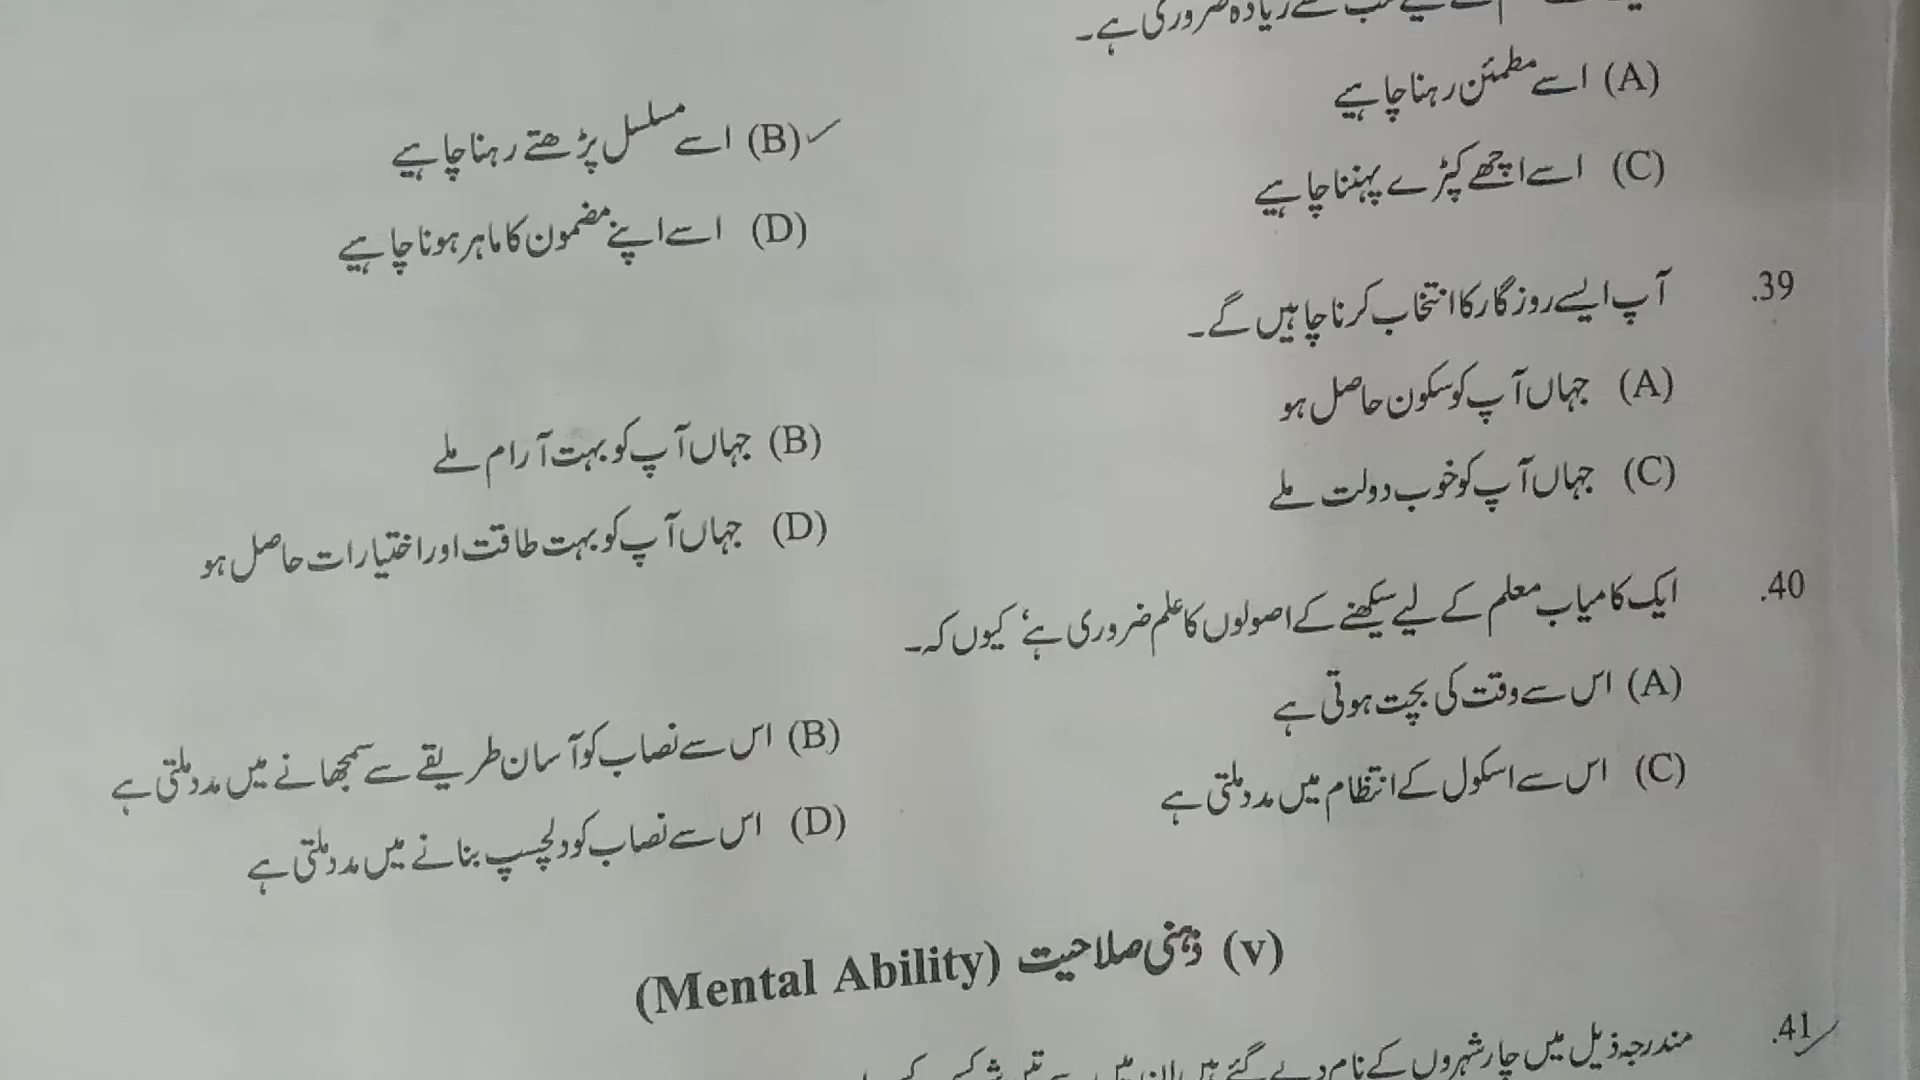 زیادہ ضروری ہے۔
(A) اسے مطمئن رہنا چاہیے
(B) اسے مسلسل پڑھتے رہنا چاہیے
(C) اسے اچھے کپڑے پہننا چاہیے
(D) اسے اپنے مضمون کا ماہر ہونا چاہیے
39. آپ ایسے روزگار کا انتخاب کرنا چاہیں گے۔
(A) جہاں آپ کو سکون حاصل ہو
(B) جہاں آپ کو بہت آرام ملے
(C) جہاں آپ کو خوب دولت ملے
(D) جہاں آپ کو بہت طاقت اور اختیارات حاصل ہو
40. ایک کامیاب معلم کے لیے سیکھنے کے اصولوں کا علم ضروری ہے، کیوں کہ۔
(A) اس سے وقت کی بچت ہوتی ہے
(B) اس سے نصاب کو آسان طریقے سے سمجھانے میں مدد ملتی ہے
(C) اس سے اسکول کے انتظام میں مدد ملتی ہے
(D) اس سے نصاب کو دلچسپ بنانے میں مدد ملتی ہے
(v) ذہنی صلاحیت (Mental Ability)
41. مندرجہ ذیل میں چار شہروں کے نام دیے گئے ہیں ان میں سے تین